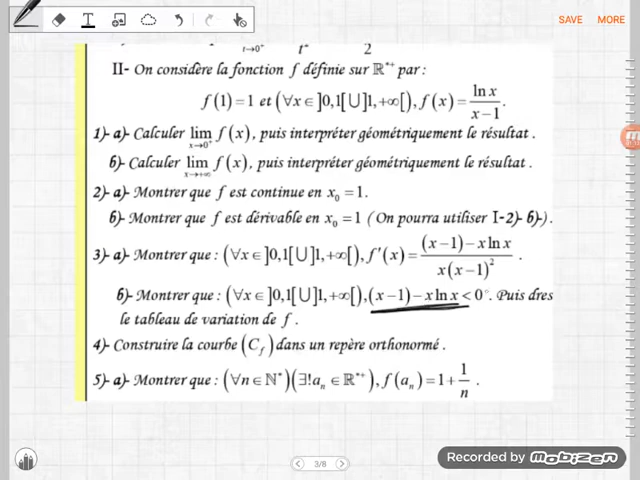 SAVE MORE
t→0⁺ t² 2
II- On considère la fonction f définie sur ℝ*⁺ par :
f(1) = 1 et (∀x ∈ ]0,1[∪]1,+∞[), f(x) = ln x / (x−1).
1)- a)- Calculer lim x→0⁺ f(x), puis interpréter géométriquement le résultat.
b)- Calculer lim x→+∞ f(x), puis interpréter géométriquement le résultat.
2)- a)- Montrer que f est continue en x₀ = 1.
b)- Montrer que f est dérivable en x₀ = 1 (On pourra utiliser I-2)- b)-).
3)- a)- Montrer que : (∀x ∈ ]0,1[∪]1,+∞[), f'(x) = ((x−1) − x ln x) / (x(x−1)²).
b)- Montrer que : (∀x ∈ ]0,1[∪]1,+∞[), (x−1) − x ln x < 0. Puis dres
le tableau de variation de f.
4)- Construire la courbe (C_f) dans un repère orthonormé.
5)- a)- Montrer que : (∀n ∈ ℕ*)(∃!aₙ ∈ ℝ*⁺), f(aₙ) = 1 + 1/n.
3/8
Recorded by Mobizen